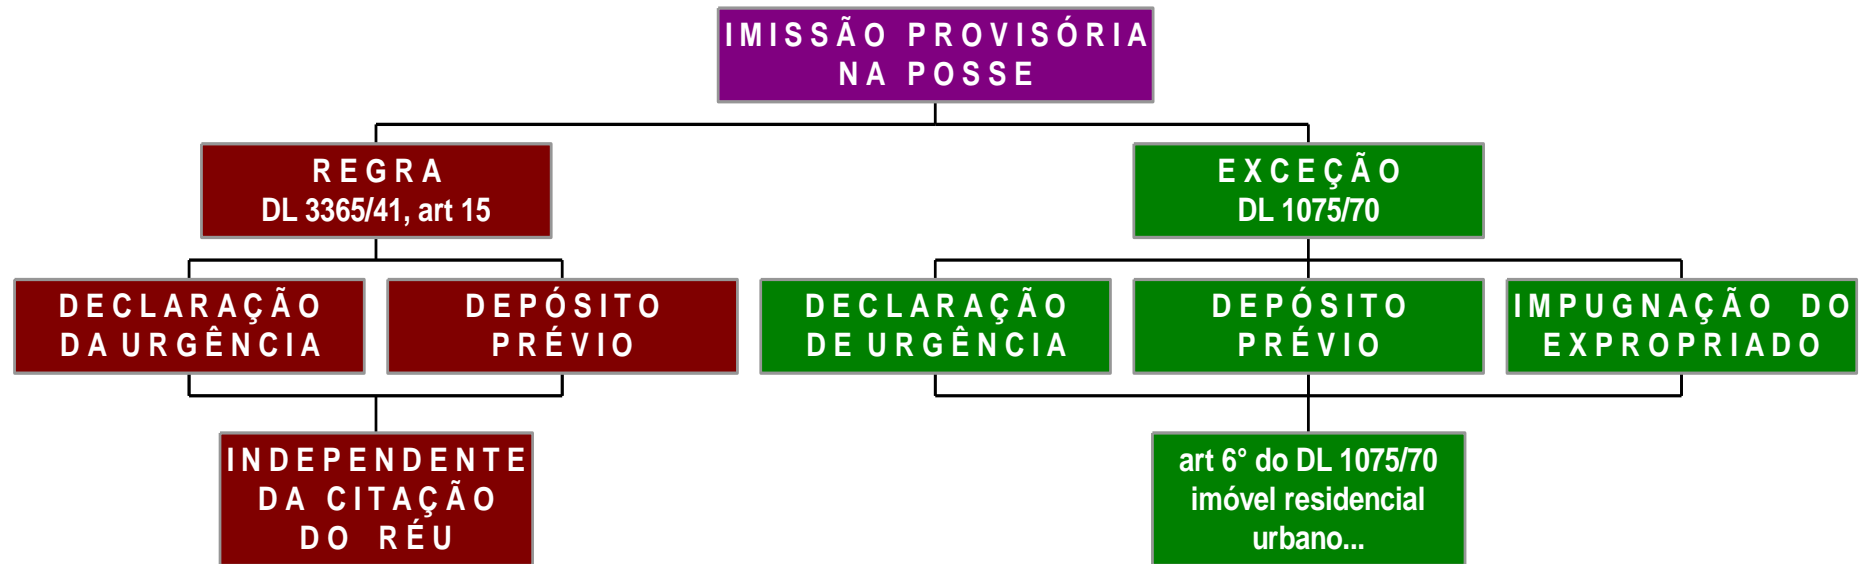 IMISSÃO PROVISÓRIA
NA POSSE
REGRA
DL 3365/41, art 15
EXCEÇÃO
DL 1075/70
DECLARAÇÃO
DA URGÊNCIA
DEPÓSITO
PRÉVIO
DECLARAÇÃO
DE URGÊNCIA
DEPÓSITO
PRÉVIO
IMPUGNAÇÃO DO
EXPROPRIADO
INDEPENDENTE
DA CITAÇÃO
DO RÉU
art 6° do DL 1075/70
imóvel residencial
urbano...